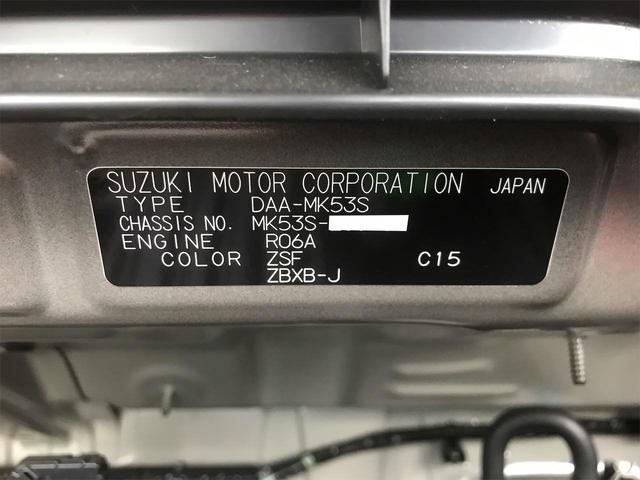 SUZUKI MOTOR CORPORATION JAPAN
TYPE DAA-MK53S
CHASSIS NO. MK53S-
ENGINE R06A
COLOR ZSF C15
ZBXB-J